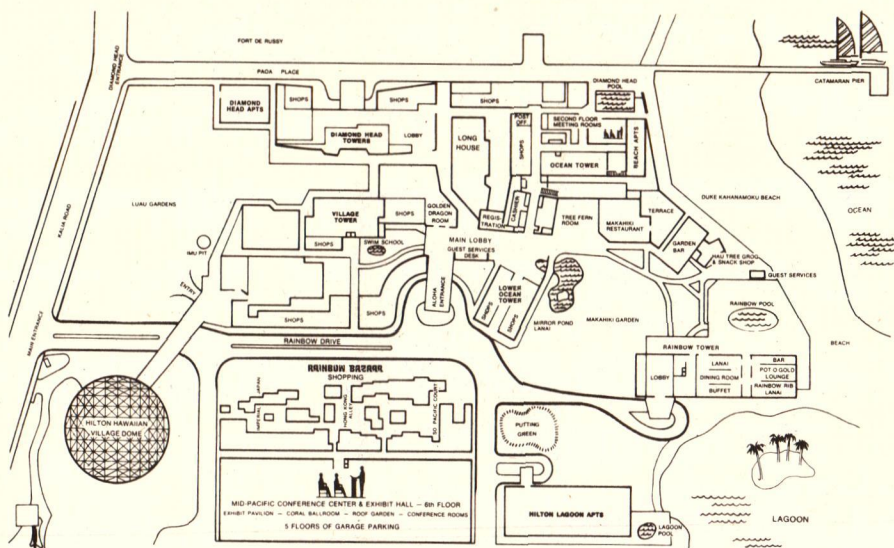 FORT DE RUSSY
DIAMOND HEAD
ENTRANCE
PAOA PLACE
CATAMARAN PIER
DIAMOND HEAD
POOL
DIAMOND
HEAD APTS
SHOPS
SHOPS
SHOPS
POST
OFF
SECOND FLOOR
MEETING ROOMS
DIAMOND HEAD
TOWERS
LOBBY
LONG
HOUSE
SHOPS
OCEAN TOWER
BEACH APTS
KALIA ROAD
LUAU GARDENS
VILLAGE
TOWER
SHOPS
GOLDEN
DRAGON
ROOM
REGIS-
TRATION
CASHIER
TREE FERN
ROOM
MAKAHIKI
RESTAURANT
TERRACE
DUKE KAHANAMOKU BEACH
OCEAN
IMU PIT
SHOPS
SWIM SCHOOL
MAIN LOBBY
GUEST SERVICES
DESK
GARDEN
BAR
HAU TREE GROG
& SNACK SHOP
GUEST SERVICES
ENTRY
ALOHA
ENTRANCE
LOWER
OCEAN
TOWER
SHOPS
SHOPS
SHOPS
SHOPS
MIRROR POND
LANAI
MAKAHIKI GARDEN
RAINBOW POOL
MAIN ENTRANCE
RAINBOW DRIVE
RAINBOW TOWER
BEACH
LOBBY
LANAI
DINING ROOM
BUFFET
BAR
POT O GOLD
LOUNGE
RAINBOW RIB
LANAI
RAINBOW BAZAAR
SHOPPING
IMPERIAL JAPAN
HONG KONG
ALLEY
SO. PACIFIC COURT
HILTON HAWAIIAN
VILLAGE DOME
PUTTING
GREEN
MID-PACIFIC CONFERENCE CENTER & EXHIBIT HALL – 6th FLOOR
EXHIBIT PAVILION – CORAL BALLROOM – ROOF GARDEN – CONFERENCE ROOMS
5 FLOORS OF GARAGE PARKING
HILTON LAGOON APTS
LAGOON
POOL
LAGOON